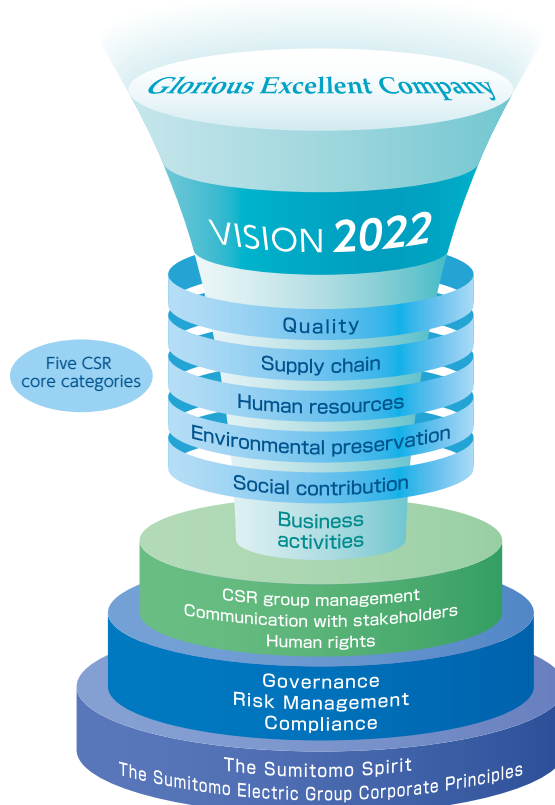 Glorious Excellent Company
VISION 2022
Quality
Supply chain
Five CSR
core categories
Human resources
Environmental preservation
Social contribution
Business
activities
CSR group management
Communication with stakeholders
Human rights
Governance
Risk Management
Compliance
The Sumitomo Spirit
The Sumitomo Electric Group Corporate Principles